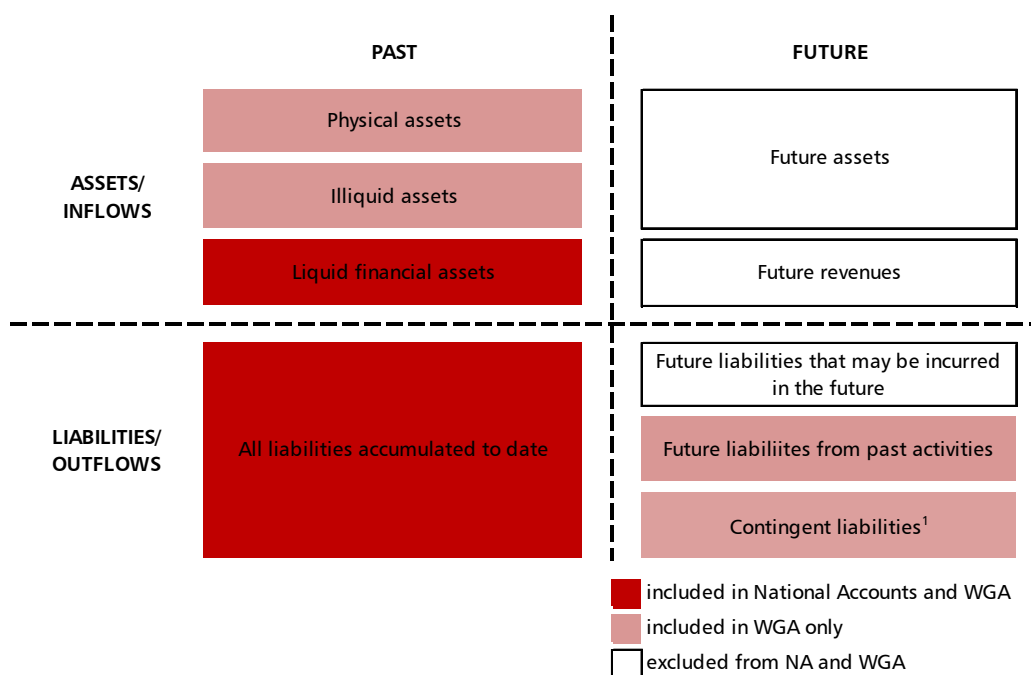 PAST
FUTURE
ASSETS/
INFLOWS
Physical assets
Illiquid assets
Liquid financial assets
Future assets
Future revenues
LIABILITIES/
OUTFLOWS
All liabiliites accumulated to date
Future liabilities that may be incurred
in the future
Future liabiliites from past activities
Contingent liabilities¹
included in National Accounts and WGA
included in WGA only
excluded from NA and WGA